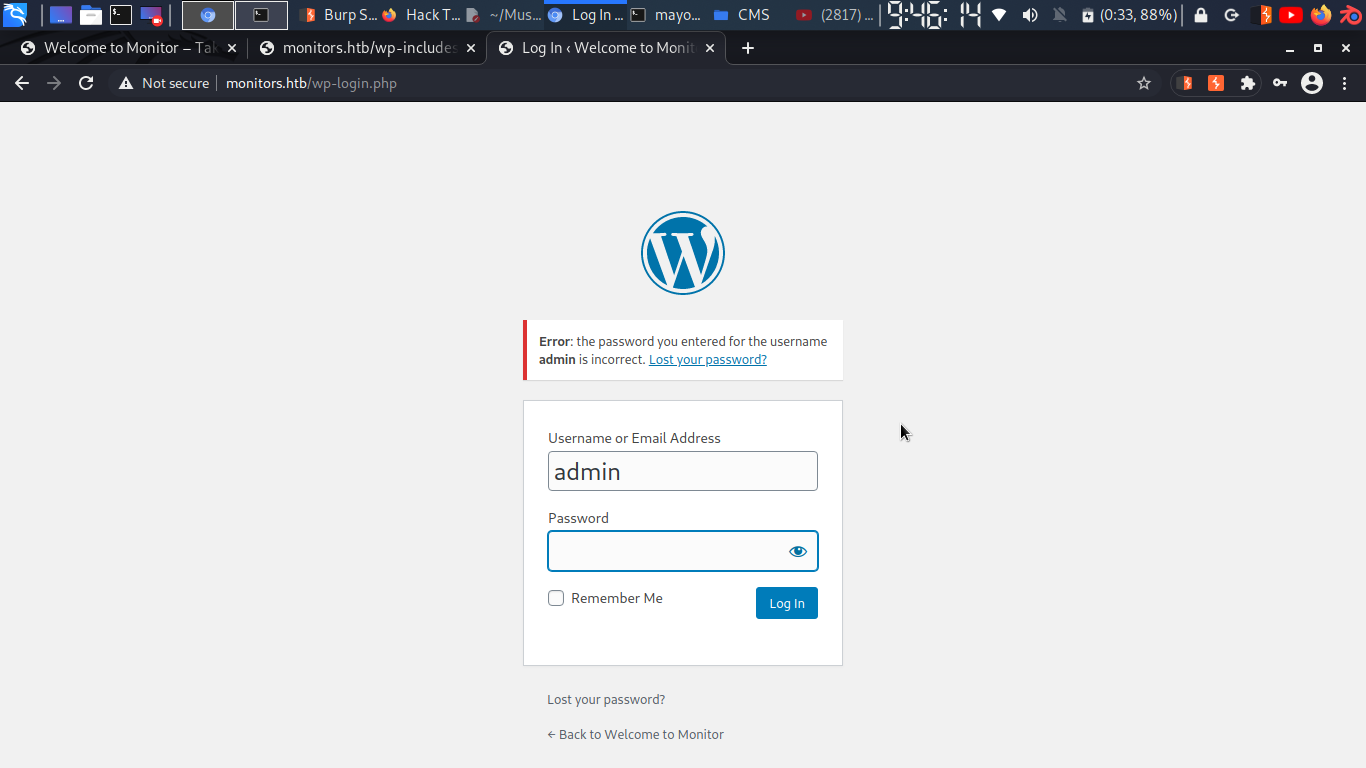 Burp S... Hack T... ~/Mus... Log In ... mayo... CMS (2817) ... 9:46: 14 (0:33, 88%)
Welcome to Monitor – Tak monitors.htb/wp-includes Log In ‹ Welcome to Monit
Not secure monitors.htb/wp-login.php
Error: the password you entered for the username
admin is incorrect. Lost your password?
Username or Email Address
admin
Password
Remember Me Log In
Lost your password?
← Back to Welcome to Monitor